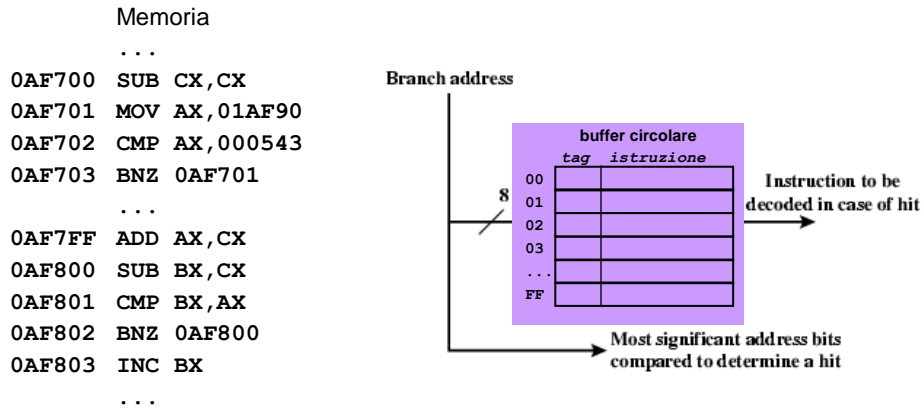 Memoria
...
0AF700 SUB CX,CX
0AF701 MOV AX,01AF90
0AF702 CMP AX,000543
0AF703 BNZ 0AF701
...
0AF7FF ADD AX,CX
0AF800 SUB BX,CX
0AF801 CMP BX,AX
0AF802 BNZ 0AF800
0AF803 INC BX
...
Branch address
8
buffer circolare
tag istruzione
00
01
02
03
...
FF
Instruction to be
decoded in case of hit
Most significant address bits
compared to determine a hit